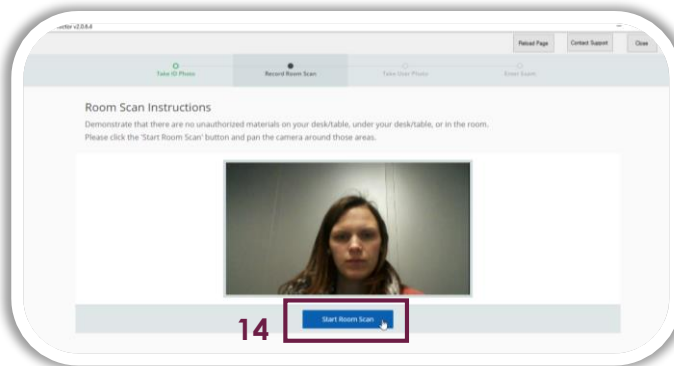 Reload Page Contact Support Close
Take ID Photo Record Room Scan Take User Photo Enter Exam
Room Scan Instructions
Demonstrate that there are no unauthorized materials on your desk/table, under your desk/table, or in the room.
Please click the 'Start Room Scan' button and pan the camera around those areas.
14 Start Room Scan